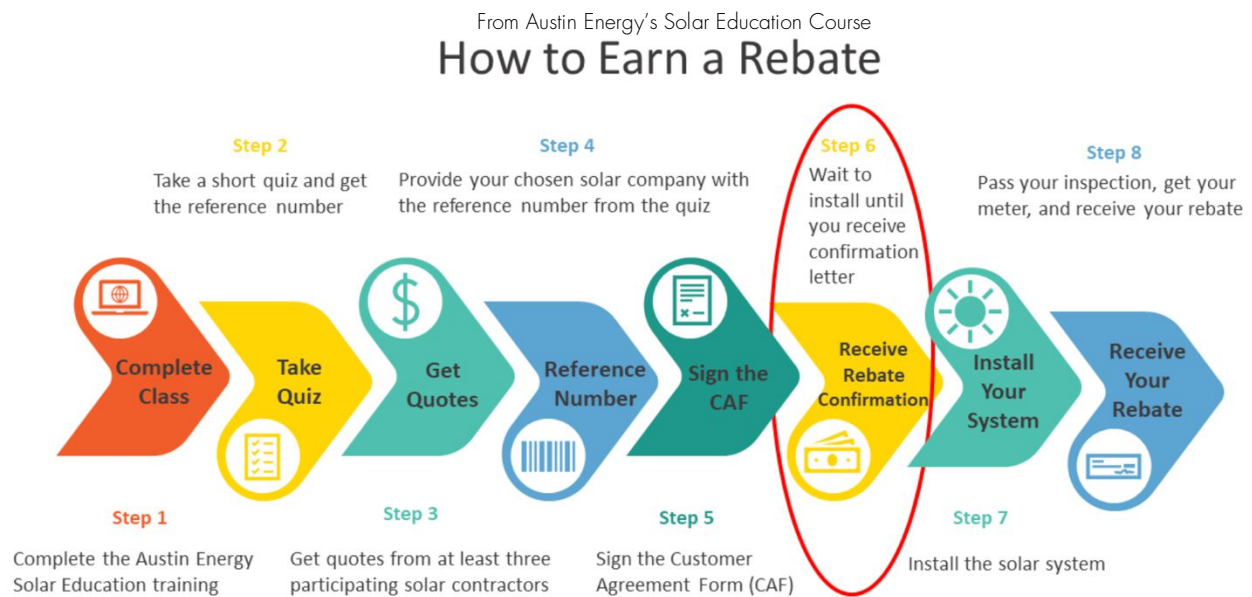 From Austin Energy's Solar Education Course
How to Earn a Rebate
Step 2
Take a short quiz and get
the reference number
Step 4
Provide your chosen solar company with
the reference number from the quiz
Step 6
Wait to
install until
you receive
confirmation
letter
Step 8
Pass your inspection, get your
meter, and receive your rebate
Complete
Class
Take
Quiz
Get
Quotes
Reference
Number
Sign the
CAF
Receive
Rebate
Confirmation
Install
Your
System
Receive
Your
Rebate
Step 1
Complete the Austin Energy
Solar Education training
Step 3
Get quotes from at least three
participating solar contractors
Step 5
Sign the Customer
Agreement Form (CAF)
Step 7
Install the solar system